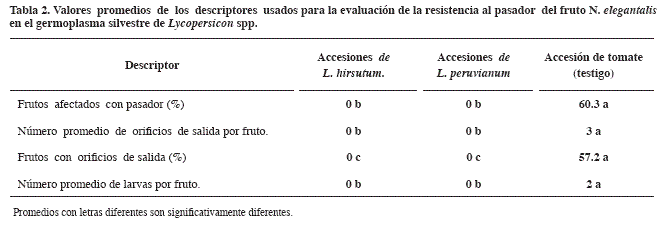 Tabla 2. Valores promedios de los descriptores usados para la evaluación de la resistencia al pasador del fruto N. elegantalis
en el germoplasma silvestre de Lycopersicon spp.
Descriptor
Accesiones de
L. hirsutum.
Accesiones de
L. peruvianum
Accesión de tomate
(testigo)
Frutos afectados con pasador (%) 0 b 0 b 60.3 a
Número promedio de orificios de salida por fruto. 0 b 0 b 3 a
Frutos con orificios de salida (%) 0 c 0 c 57.2 a
Número promedio de larvas por fruto. 0 b 0 b 2 a
Promedios con letras diferentes son significativamente diferentes.